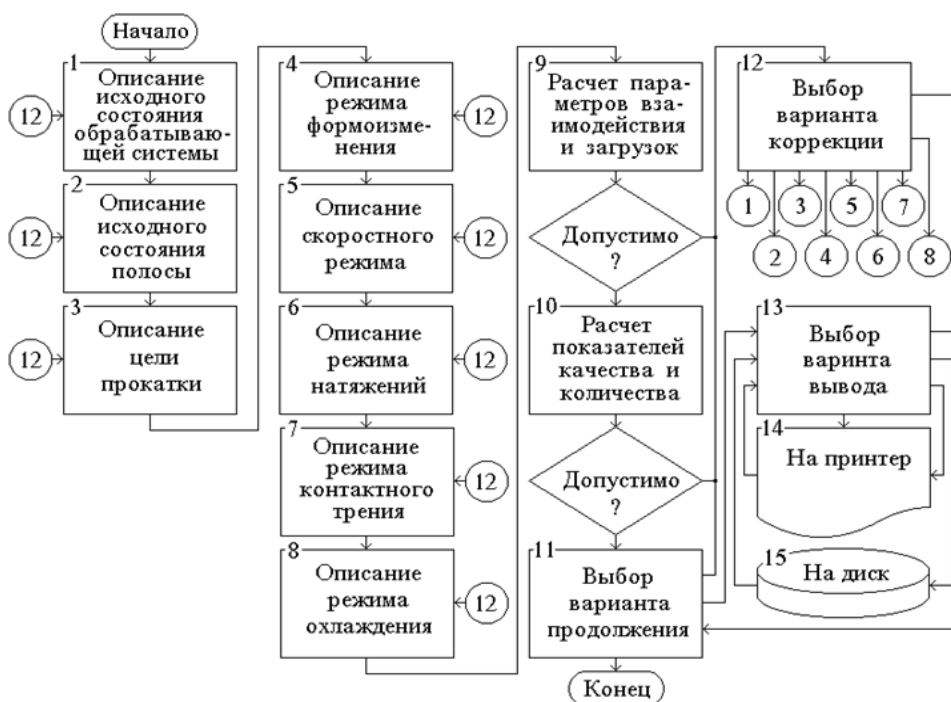 Начало
1
Описание
исходного
состояния
обрабатываю-
щей системы
12
2
Описание
исходного
состояния
полосы
12
3
Описание
цели
прокатки
12
4
Описание
режима
формоизме-
нения
12
5
Описание
скоростного
режима
12
6
Описание
режима
натяжений
12
7
Описание
режима
контактного
трения
12
8
Описание
режима
охлаждения
12
9
Расчет пара-
метров вза-
имодействия
и загрузок
Допустимо
?
10
Расчет
показателей
качества и
количества
Допустимо
?
11
Выбор
варианта
продолжения
Конец
12
Выбор
варианта
коррекции
1
3
5
7
2
4
6
8
13
Выбор
варинта
вывода
14
На принтер
15
На диск